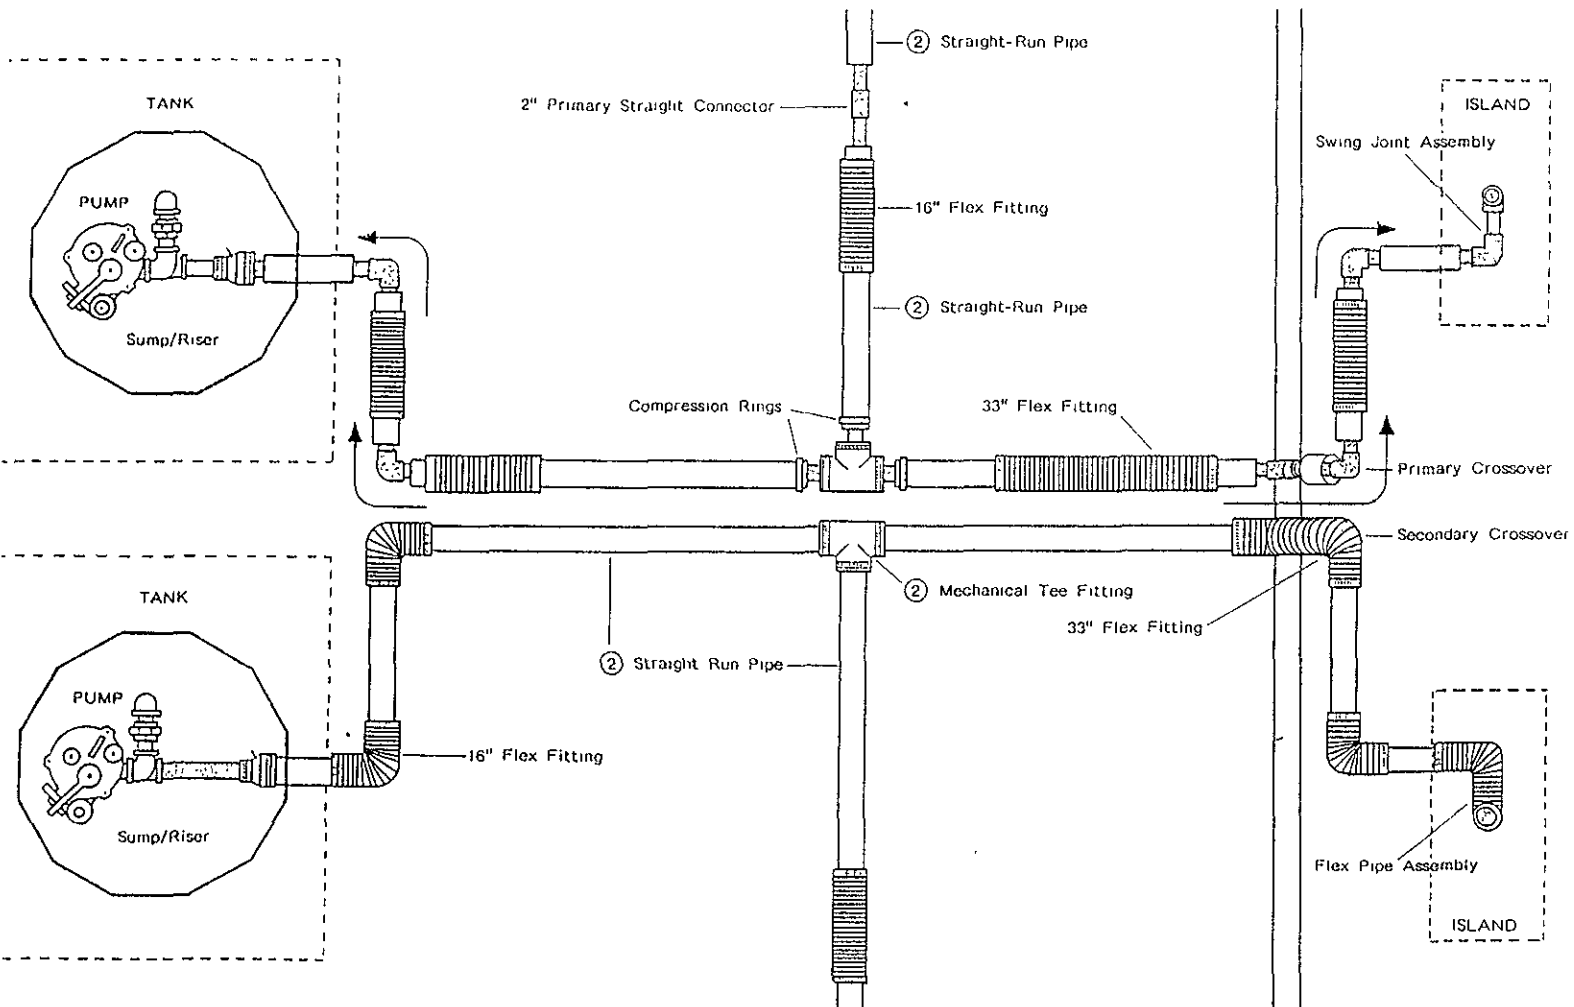 ② Straight-Run Pipe
TANK
2" Primary Straight Connector
ISLAND
Swing Joint Assembly
PUMP
16" Flex Fitting
② Straight-Run Pipe
Sump/Riser
Compression Rings
33" Flex Fitting
Primary Crossover
Secondary Crossover
TANK
② Mechanical Tee Fitting
33" Flex Fitting
② Straight Run Pipe
PUMP
16" Flex Fitting
Sump/Riser
Flex Pipe Assembly
ISLAND